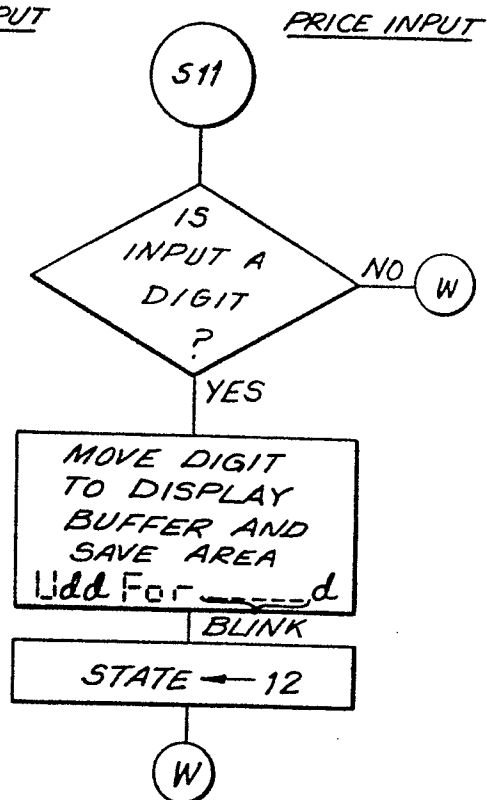 PUT
PRICE INPUT
S11
IS
INPUT A
DIGIT
?
NO
W
YES
MOVE DIGIT
TO DISPLAY
BUFFER AND
SAVE AREA
Udd For _____d
BLINK
STATE ← 12
W